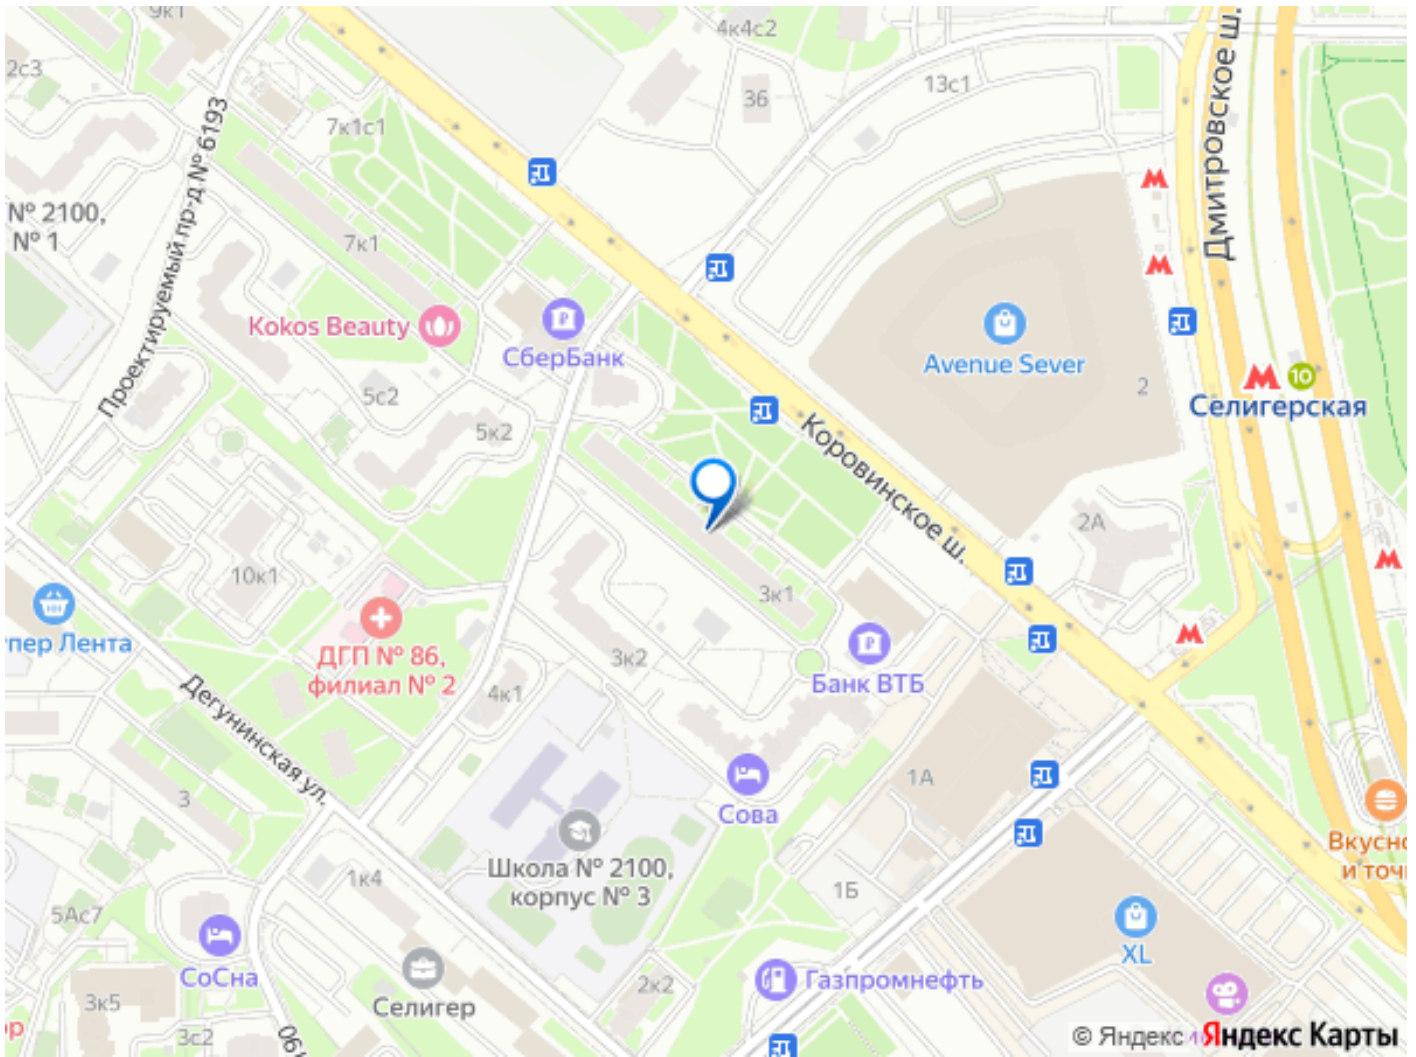 9к1
4к4с2
2с3
36
13с1
Дмитровское ш.
7к1с1
Проектируемый пр-д № 6193
№ 2100,
№ 1
7к1
Kokos Beauty
СберБанк
Avenue Sever
2
10
Селигерская
5с2
5к2
Коровинское ш.
2А
10к1
3к1
Лента
ДГП № 86,
филиал № 2
3к2
Банк ВТБ
4к1
Дегунинская ул.
1А
3
Сова
Школа № 2100,
корпус № 3
и
1к4
1Б
5Ас7
СоСна
XL
Селигер
Газпромнефть
2к2
3к5
3с2
© Яндекс
Яндекс Карты